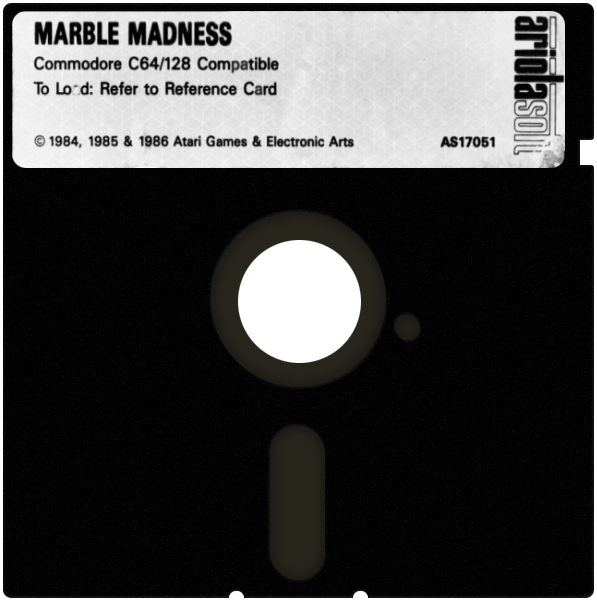 MARBLE MADNESS
Commodore C64/128 Compatible
To Load: Refer to Reference Card
© 1984, 1985 & 1986 Atari Games & Electronic Arts
AS17051
ariolasoft